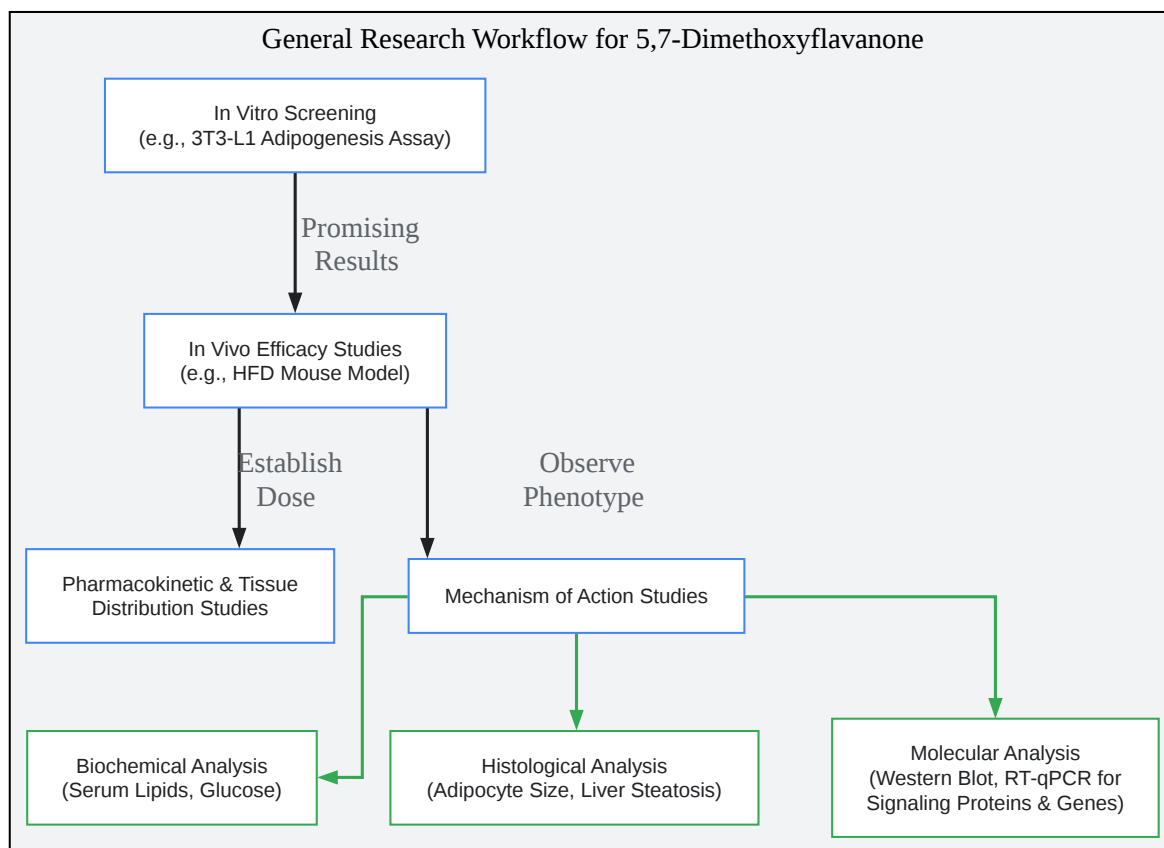 General Research Workflow for 5,7-Dimethoxyflavanone
In Vitro Screening
(e.g., 3T3-L1 Adipogenesis Assay)
Promising
Results
In Vivo Efficacy Studies
(e.g., HFD Mouse Model)
Establish
Dose
Observe
Phenotype
Pharmacokinetic & Tissue
Distribution Studies
Mechanism of Action Studies
Biochemical Analysis
(Serum Lipids, Glucose)
Histological Analysis
(Adipocyte Size, Liver Steatosis)
Molecular Analysis
(Western Blot, RT-qPCR for
Signaling Proteins & Genes)